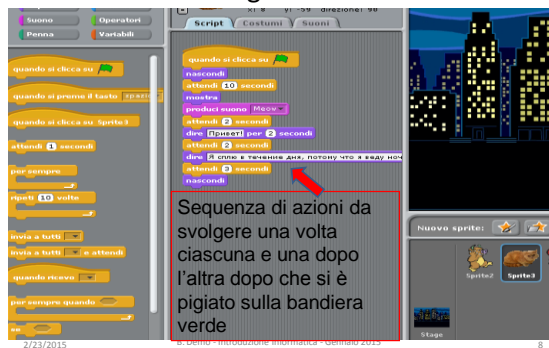 x: 0 y: -59 direzione: 90
Suono Operatori
Penna Variabili
Script Costumi Suoni
quando si clicca su
quando si preme il tasto spazio
quando si clicca su Sprite3
attendi 1 secondi
per sempre
ripeti 10 volte
invia a tutti
invia a tutti e attendi
quando ricevo
per sempre quando
se
quando si clicca su
nascondi
attendi 10 secondi
mostra
produci suono Meow
attendi 2 secondi
dire Привет! per 2 secondi
attendi 2 secondi
dire Я сплю в течение дня, потому что я веду ноч
attendi 3 secondi
nascondi
Sequenza di azioni da
svolgere una volta
ciascuna e una dopo
l'altra dopo che si è
pigiato sulla bandiera
verde
Nuovo sprite:
Sprite2 Sprite3
Stage
2/23/2015
B. Demo - Introduzione Informatica - Gennaio 2015
8